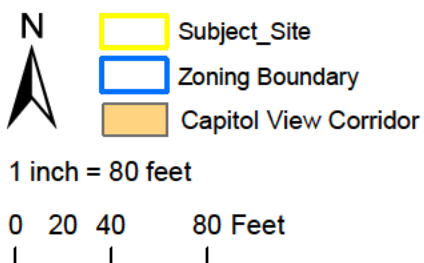 N
Subject_Site
Zoning Boundary
Capitol View Corridor
1 inch = 80 feet
0 20 40 80 Feet